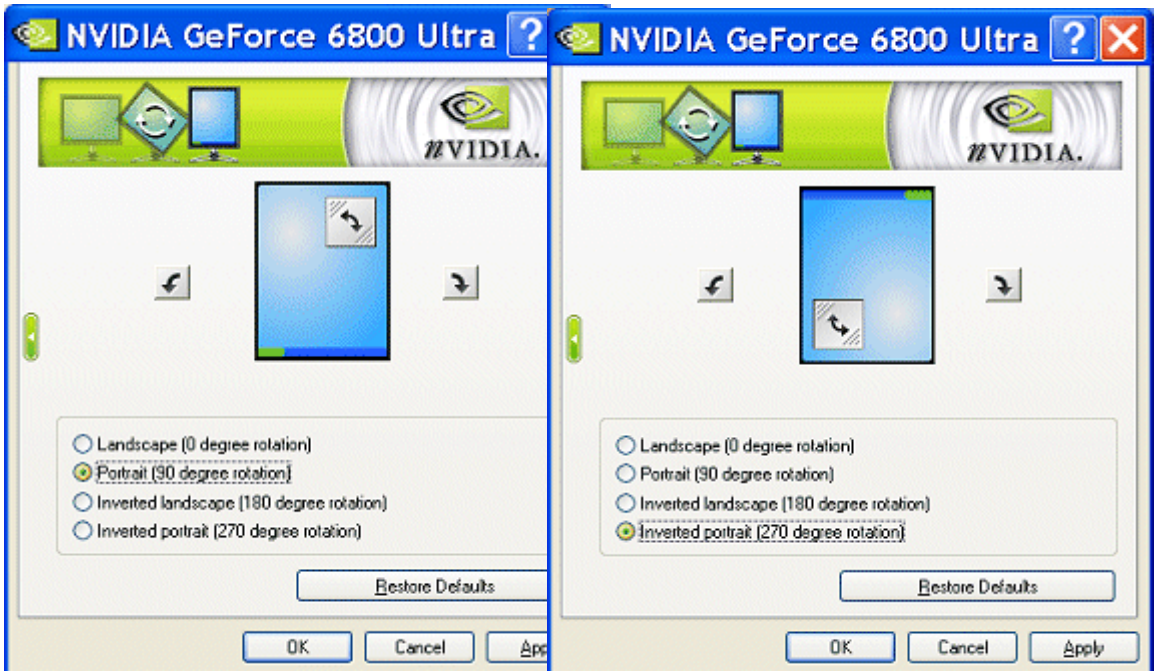 NVIDIA GeForce 6800 Ultra ?
nVIDIA.
Landscape (0 degree rotation)
Portrait (90 degree rotation)
Inverted landscape (180 degree rotation)
Inverted portrait (270 degree rotation)
Restore Defaults
OK Cancel App
NVIDIA GeForce 6800 Ultra ? X
nVIDIA.
Landscape (0 degree rotation)
Portrait (90 degree rotation)
Inverted landscape (180 degree rotation)
Inverted portrait (270 degree rotation)
Restore Defaults
OK Cancel Apply